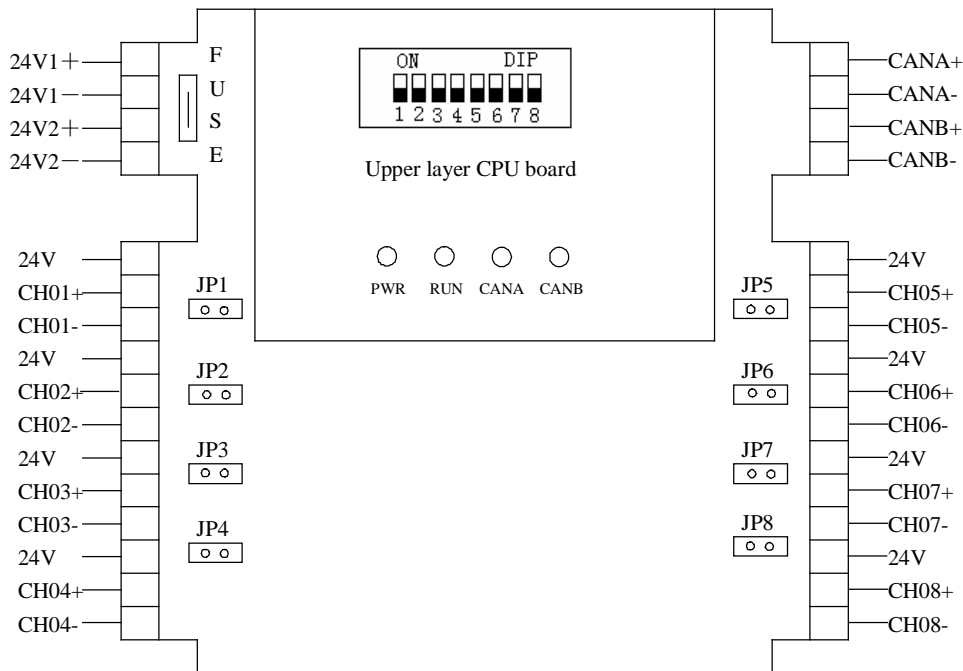 24V1+
24V1-
24V2+
24V2-
F
U
S
E
ON DIP
1 2 3 4 5 6 7 8
Upper layer CPU board
PWR RUN CANA CANB
CANA+
CANA-
CANB+
CANB-
24V
CH01+
CH01-
24V
CH02+
CH02-
24V
CH03+
CH03-
24V
CH04+
CH04-
JP1
JP2
JP3
JP4
JP5
JP6
JP7
JP8
24V
CH05+
CH05-
24V
CH06+
CH06-
24V
CH07+
CH07-
24V
CH08+
CH08-